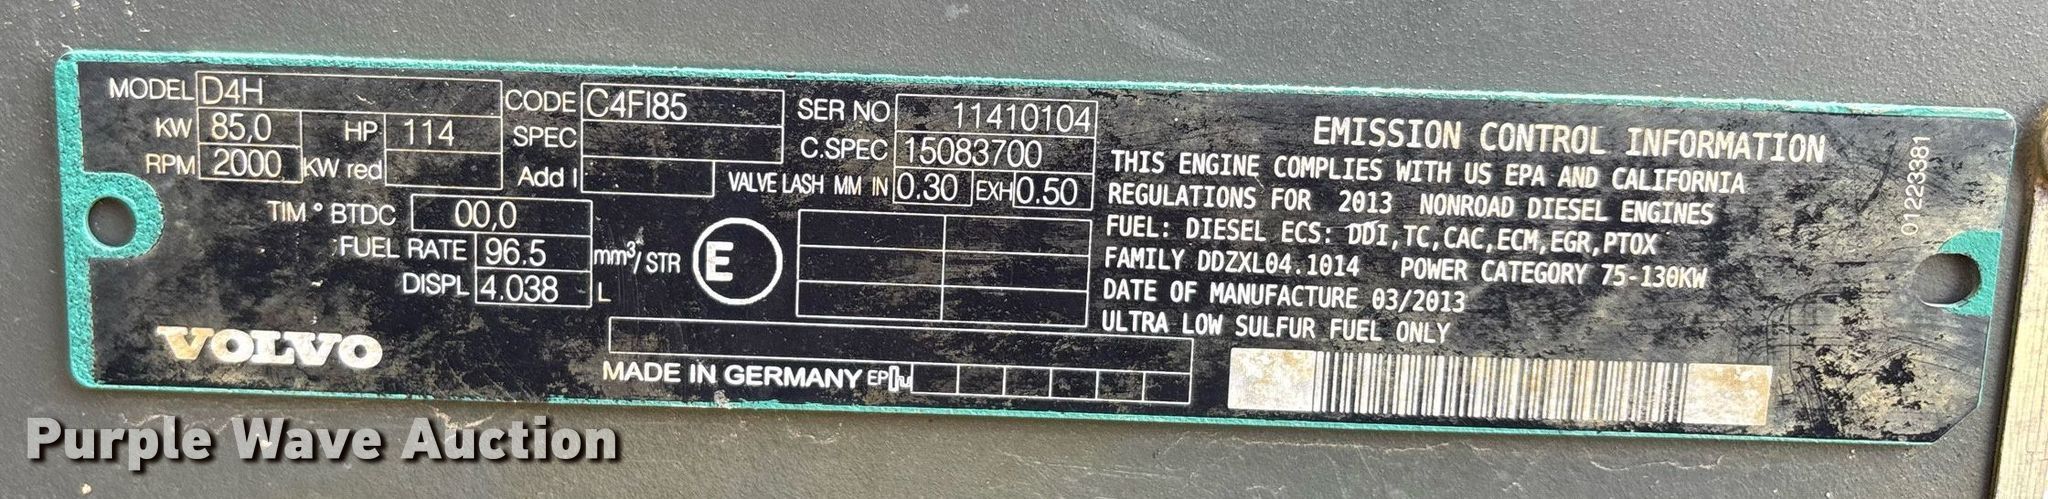 MODEL D4H
KW 85,0 HP 114
RPM 2000 KW red
CODE C4FI85
SPEC
Add I
SER NO 11410104
C.SPEC 15083700
VALVE LASH MM IN 0.30 EXH 0.50
TIM ° BTDC 00,0
FUEL RATE 96.5 mm³/STR
DISPL 4.038 L
E
VOLVO
MADE IN GERMANY
EMISSION CONTROL INFORMATION
THIS ENGINE COMPLIES WITH US EPA AND CALIFORNIA
REGULATIONS FOR 2013 NONROAD DIESEL ENGINES
FUEL: DIESEL ECS: DDI,TC,CAC,ECM,EGR,PTOX
FAMILY DDZXL04.1014 POWER CATEGORY 75-130KW
DATE OF MANUFACTURE 03/2013
ULTRA LOW SULFUR FUEL ONLY
01223381
Purple Wave Auction